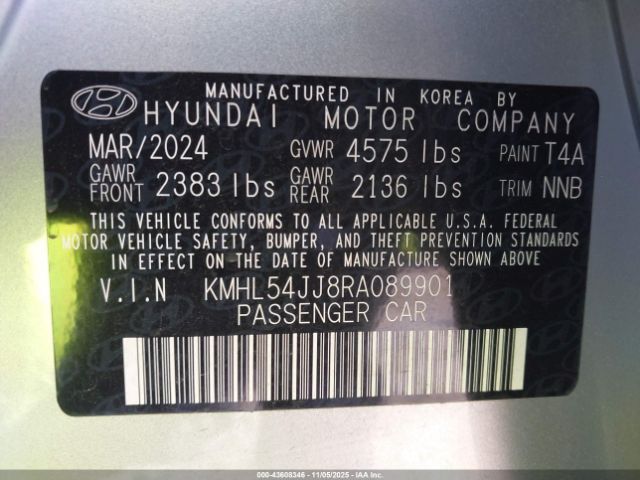 MANUFACTURED IN KOREA BY
HYUNDAI MOTOR COMPANY
MAR/2024 GVWR 4575 lbs PAINT T4A
GAWR FRONT 2383 lbs GAWR REAR 2136 lbs TRIM NNB
THIS VEHICLE CONFORMS TO ALL APPLICABLE U.S.A. FEDERAL
MOTOR VEHICLE SAFETY, BUMPER, AND THEFT PREVENTION STANDARDS
IN EFFECT ON THE DATE OF MANUFACTURE SHOWN ABOVE.
V.I.N KMHL54JJ8RA089901
PASSENGER CAR
000-43608346 - 11/05/2025 - IAA Corp.